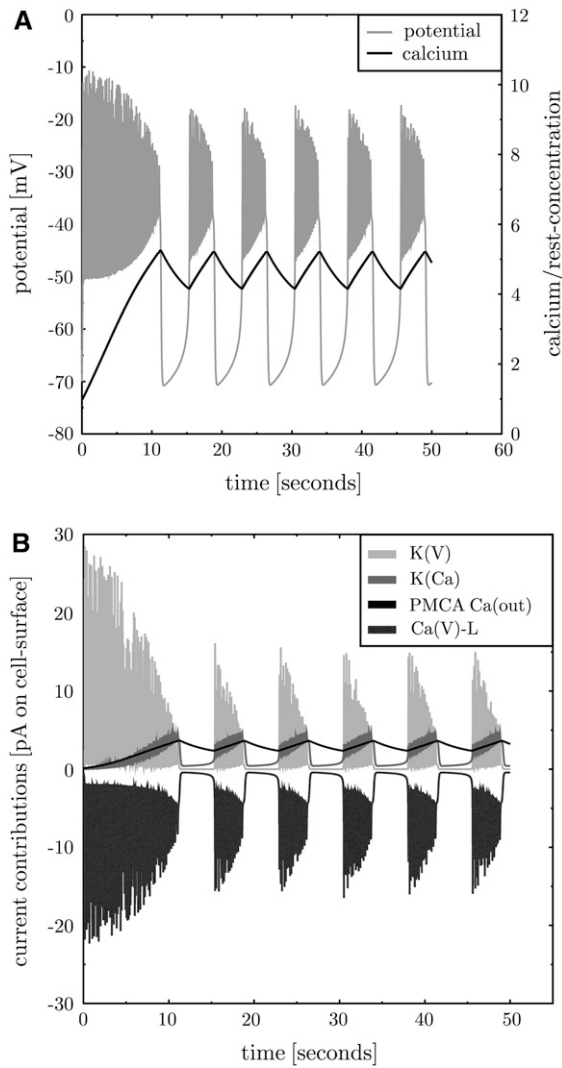 A
potential
calcium
0
-10
-20
-30
-40
-50
-60
-70
-80
potential [mV]
12
10
8
6
4
2
0
calcium/rest-concentration
0 10 20 30 40 50 60
time [seconds]
B
K(V)
K(Ca)
PMCA Ca(out)
Ca(V)-L
30
20
10
0
-10
-20
-30
current contributions [pA on cell-surface]
0 10 20 30 40 50
time [seconds]